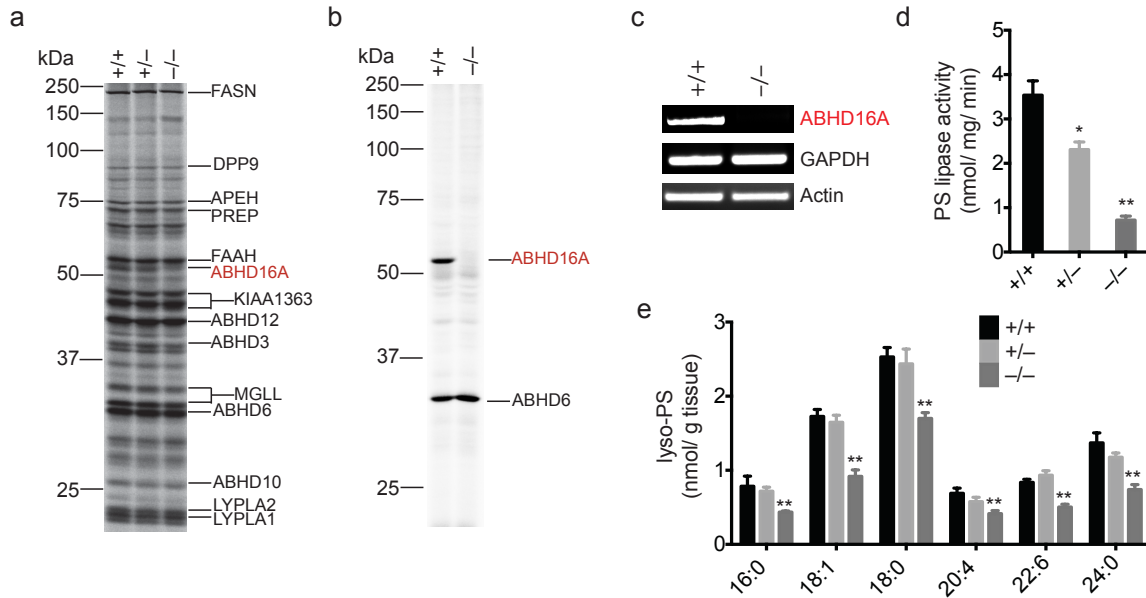 a
kDa
+/+
+/–
–/–
250
150
100
75
50
37
25
FASN
DPP9
APEH
PREP
FAAH
ABHD16A
KIAA1363
ABHD12
ABHD3
MGLL
ABHD6
ABHD10
LYPLA2
LYPLA1
b
kDa
+/+
–/–
250
150
100
75
50
37
25
ABHD16A
ABHD6
c
+/+
–/–
ABHD16A
GAPDH
Actin
d
PS lipase activity
(nmol/ mg/ min)
5
4
3
2
1
0
*
**
+/+
+/–
–/–
e
lyso-PS
(nmol/ g tissue)
3
2
1
0
+/+
+/–
–/–
**
**
**
**
**
**
16:0
18:1
18:0
20:4
22:6
24:0